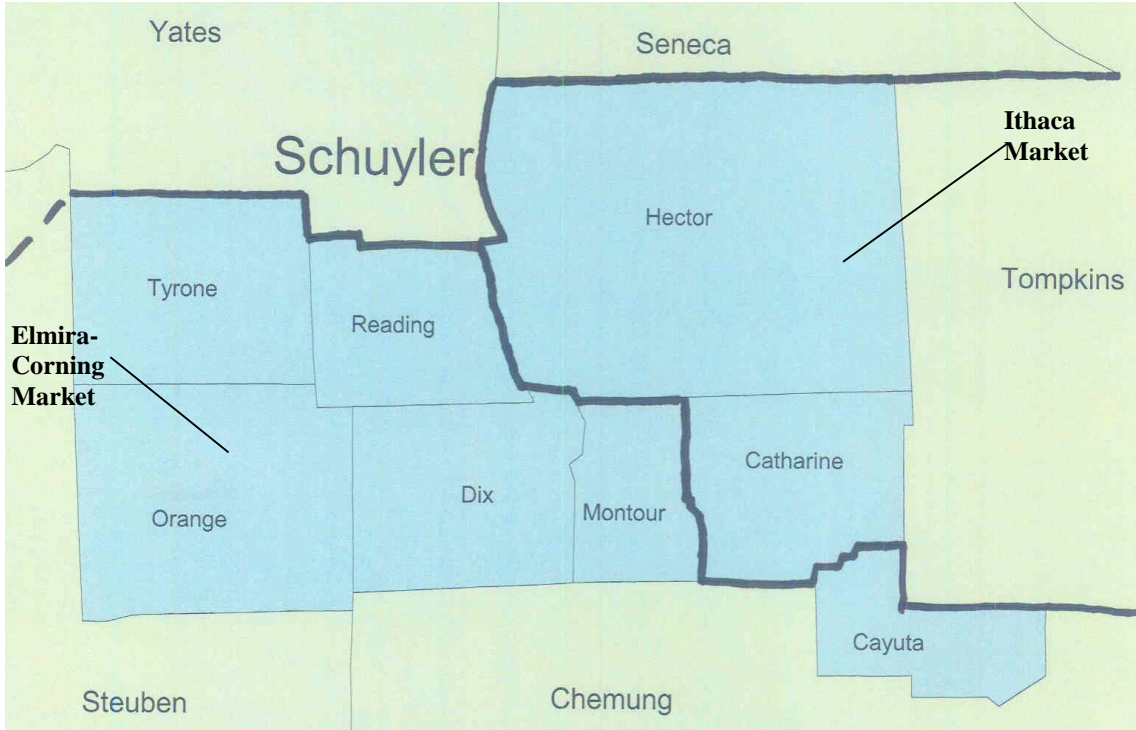 Yates
Seneca
Schuyler
Ithaca
Market
Hector
Tompkins
Tyrone
Reading
Elmira-
Corning
Market
Catharine
Dix
Montour
Orange
Cayuta
Steuben
Chemung